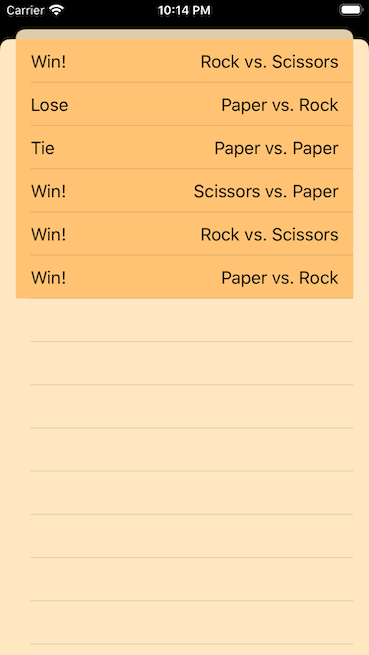 Carrier 10:14 PM
Win! Rock vs. Scissors
Lose Paper vs. Rock
Tie Paper vs. Paper
Win! Scissors vs. Paper
Win! Rock vs. Scissors
Win! Paper vs. Rock